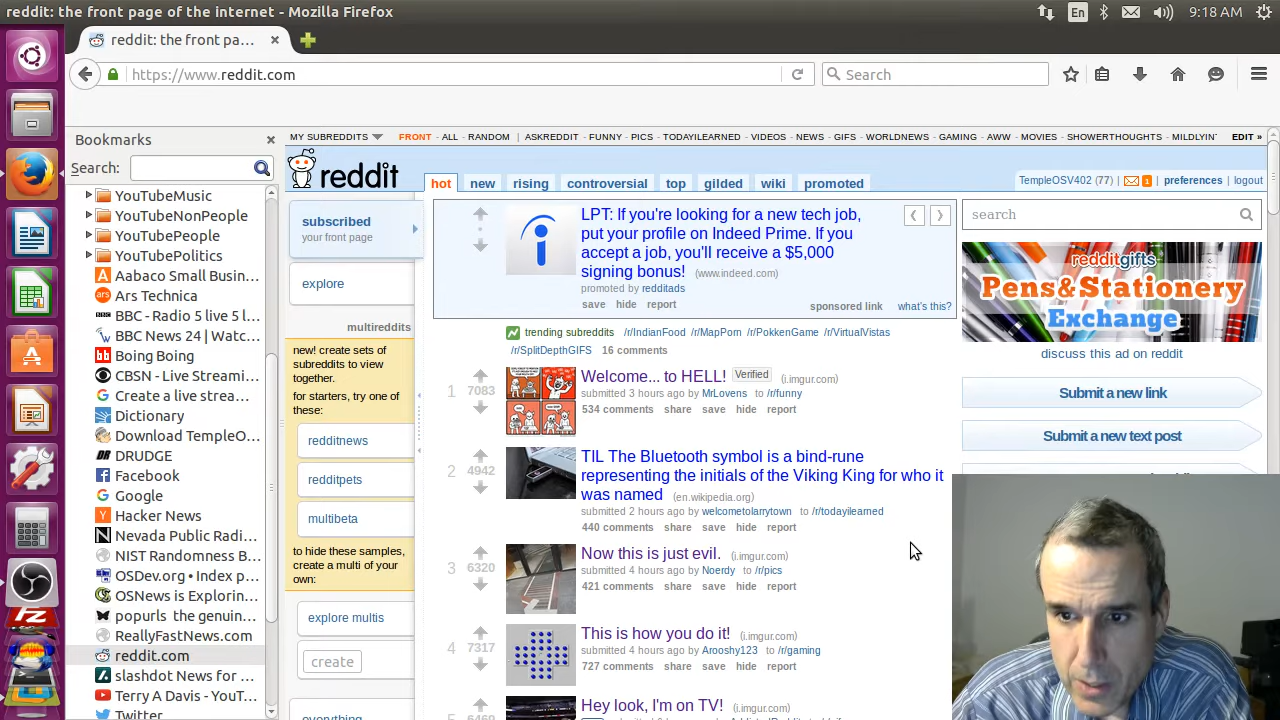 reddit: the front page of the internet - Mozilla Firefox
En
9:18 AM
reddit: the front pa...
https://www.reddit.com
Search
Bookmarks
Search:
YouTubeMusic
YouTubeNonPeople
YouTubePeople
YouTubePolitics
Aabaco Small Busin...
Ars Technica
BBC - Radio 5 live 5 l...
BBC News 24 | Watc...
Boing Boing
CBSN - Live Streami...
Create a live strea...
Dictionary
Download TempleO...
DRUDGE
Facebook
Google
Hacker News
Nevada Public Radi...
NIST Randomness B...
OSDev.org • Index p...
OSNews is Explorin...
popurls the genuin...
ReallyFastNews.com
reddit.com
slashdot News for ...
Terry A Davis - YouT...
Twitter
MY SUBREDDITS FRONT - ALL - RANDOM | ASKREDDIT - FUNNY - PICS - TODAYILEARNED - VIDEOS - NEWS - GIFS - WORLDNEWS - GAMING - AWW - MOVIES - SHOWERTHOUGHTS - MILDLYIN EDIT »
reddit
hot new rising controversial top gilded wiki promoted
TempleOSV402 (77) | 1 | preferences | logout
subscribed
your front page
explore
multireddits
new! create sets of
subreddits to view
together.
for starters, try one of
these:
redditnews
redditpets
multibeta
to hide these samples,
create a multi of your
own:
explore multis
create
everything
LPT: If you're looking for a new tech job,
put your profile on Indeed Prime. If you
accept a job, you'll receive a $5,000
signing bonus! (www.indeed.com)
promoted by /r/redditads
save hide report
sponsored link what's this?
trending subreddits /r/IndianFood /r/MapPorn /r/PokkenGame /r/VirtualVistas
/r/SplitDepthGIFS 16 comments
1
7083
Welcome... to HELL! Verified (i.imgur.com)
submitted 3 hours ago by MrLovens to /r/funny
534 comments share save hide report
2
4942
TIL The Bluetooth symbol is a bind-rune
representing the initials of the Viking King for who it
was named (en.wikipedia.org)
submitted 2 hours ago by welcometolarrytown to /r/todayilearned
440 comments share save hide report
3
6320
Now this is just evil. (i.imgur.com)
submitted 4 hours ago by Noerdy to /r/pics
421 comments share save hide report
4
7317
This is how you do it! (i.imgur.com)
submitted 4 hours ago by Arooshy123 to /r/gaming
727 comments share save hide report
Hey look, I'm on TV! (i.imgur.com)
search
redditgifts
Pens & Stationery
Exchange
discuss this ad on reddit
Submit a new link
Submit a new text post